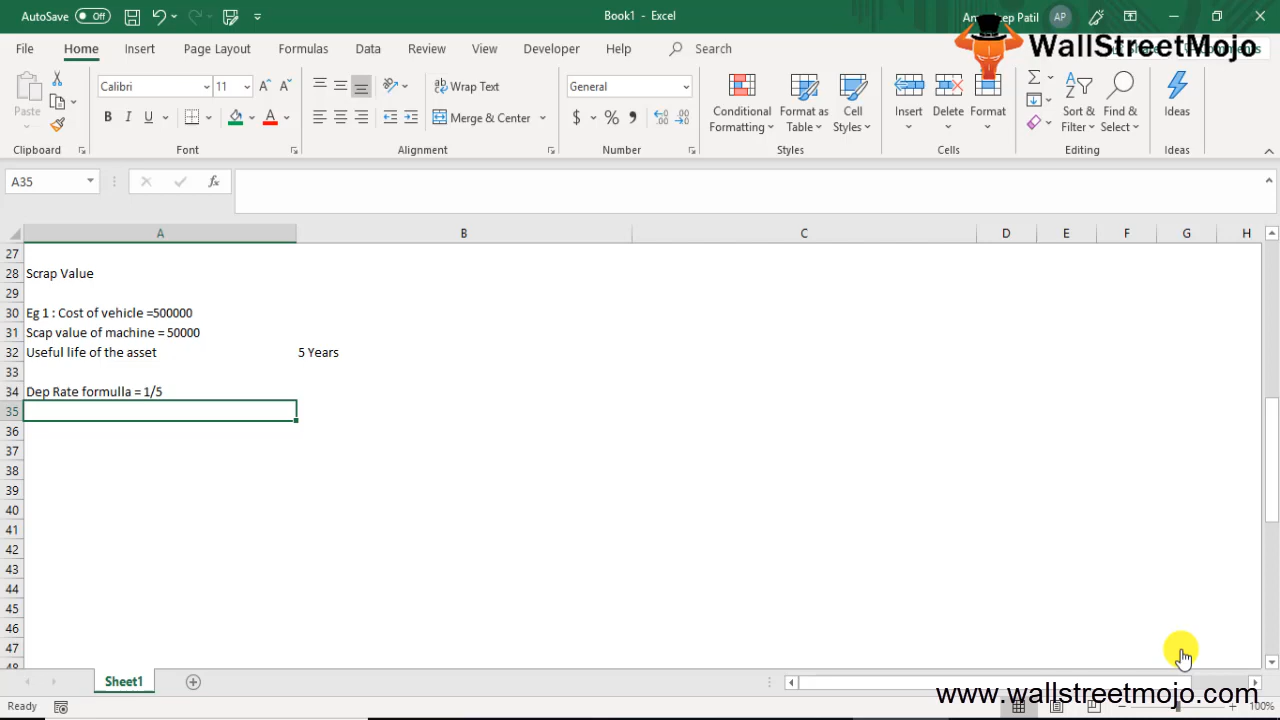 AutoSave Off Book1 - Excel Patil AP
File Home Insert Page Layout Formulas Data Review View Developer Help Search
WallStreetMojo
Paste
Calibri 11
Wrap Text
General
Conditional Formatting
Format as Table
Cell Styles
Insert
Delete
Format
Sort & Filter
Find & Select
Ideas
B I U
Merge & Center
$ % ,
Clipboard Font Alignment Number Styles Cells Editing Ideas
A35 fx
A B C D E F G H
27
28 Scrap Value
29
30 Eg 1 : Cost of vehicle =500000
31 Scap value of machine = 50000
32 Useful life of the asset 5 Years
33
34 Dep Rate formulla = 1/5
35
36
37
38
39
40
41
42
43
44
45
46
47
48
Sheet1
www.wallstreetmojo.com
Ready 100%